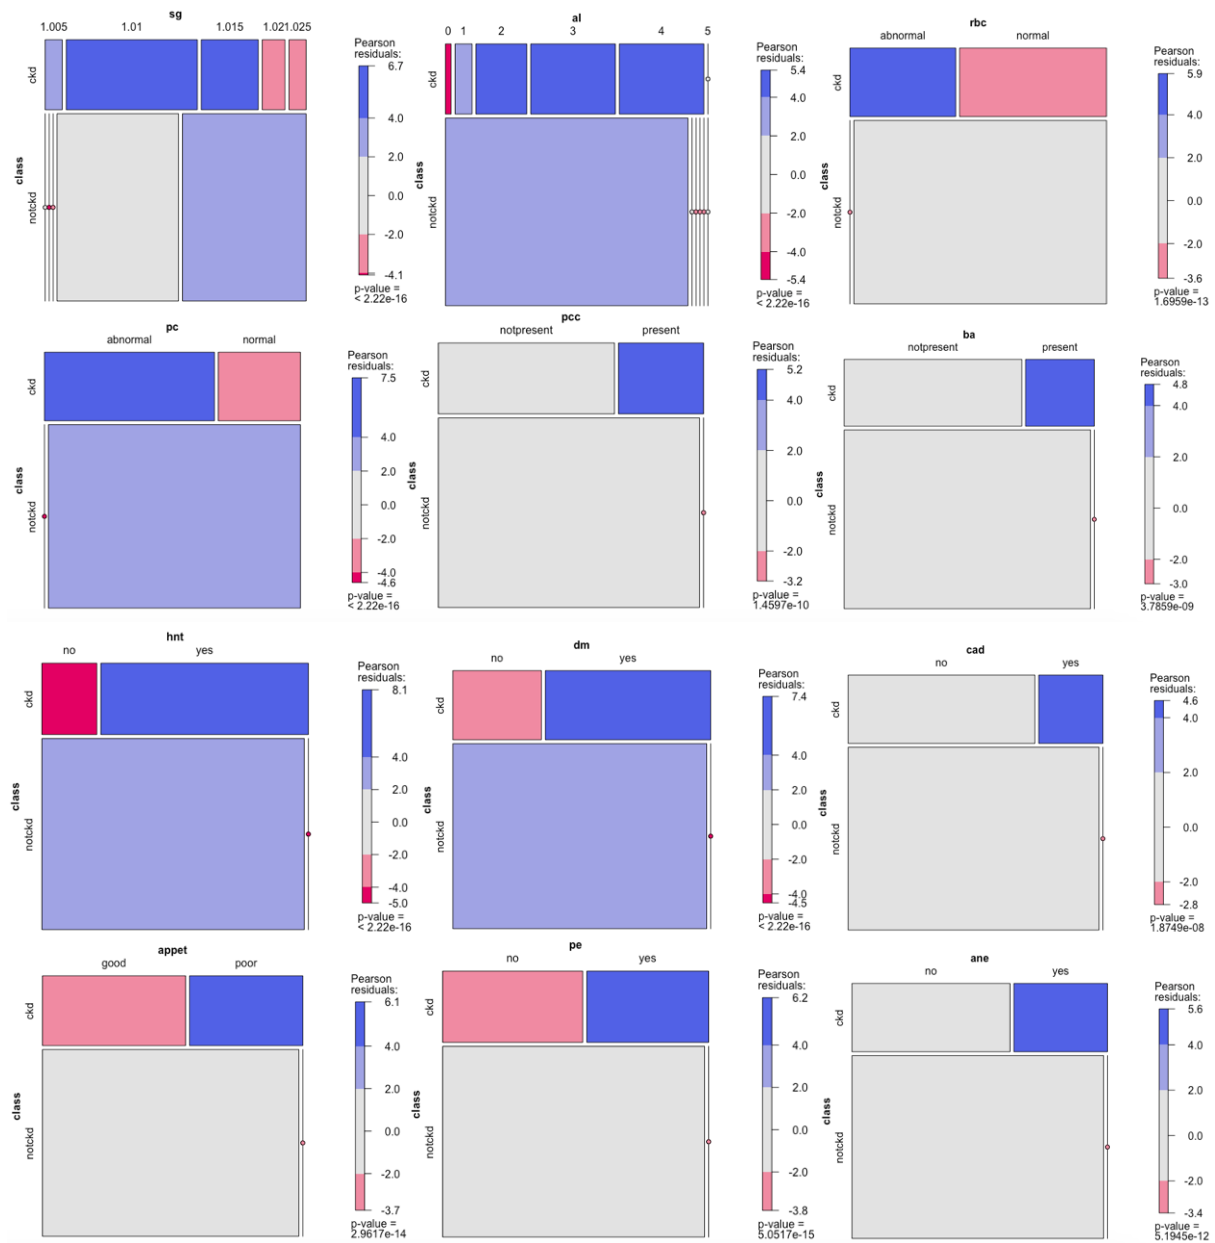 sg
1.005 1.01 1.015 1.021.025
ckd
notckd
class
Pearson
residuals:
6.7
4.0
2.0
0.0
-2.0
-4.1
p-value =
< 2.22e-16
al
0 1 2 3 4 5
ckd
notckd
class
Pearson
residuals:
5.4
4.0
2.0
0.0
-2.0
-4.0
-5.4
p-value =
< 2.22e-16
rbc
abnormal normal
ckd
notckd
class
Pearson
residuals:
5.9
4.0
2.0
0.0
-2.0
-3.6
p-value =
1.6959e-13
pc
abnormal normal
ckd
notckd
class
Pearson
residuals:
7.5
4.0
2.0
0.0
-2.0
-4.0
-4.6
p-value =
< 2.22e-16
pcc
notpresent present
ckd
notckd
class
Pearson
residuals:
5.2
4.0
2.0
0.0
-2.0
-3.2
p-value =
1.4597e-10
ba
notpresent present
ckd
notckd
class
Pearson
residuals:
4.8
4.0
2.0
0.0
-2.0
-3.0
p-value =
3.7859e-09
hnt
no yes
ckd
notckd
class
Pearson
residuals:
8.1
4.0
2.0
0.0
-2.0
-4.0
-5.0
p-value =
< 2.22e-16
dm
no yes
ckd
notckd
class
Pearson
residuals:
7.4
4.0
2.0
0.0
-2.0
-4.0
-4.5
p-value =
< 2.22e-16
cad
no yes
ckd
notckd
class
Pearson
residuals:
4.6
4.0
2.0
0.0
-2.0
-2.8
p-value =
1.8749e-08
appet
good poor
ckd
notckd
class
Pearson
residuals:
6.1
4.0
2.0
0.0
-2.0
-3.7
p-value =
2.9617e-14
pe
no yes
ckd
notckd
class
Pearson
residuals:
6.2
4.0
2.0
0.0
-2.0
-3.8
p-value =
5.0517e-15
ane
no yes
ckd
notckd
class
Pearson
residuals:
5.6
4.0
2.0
0.0
-2.0
-3.4
p-value =
5.1945e-12